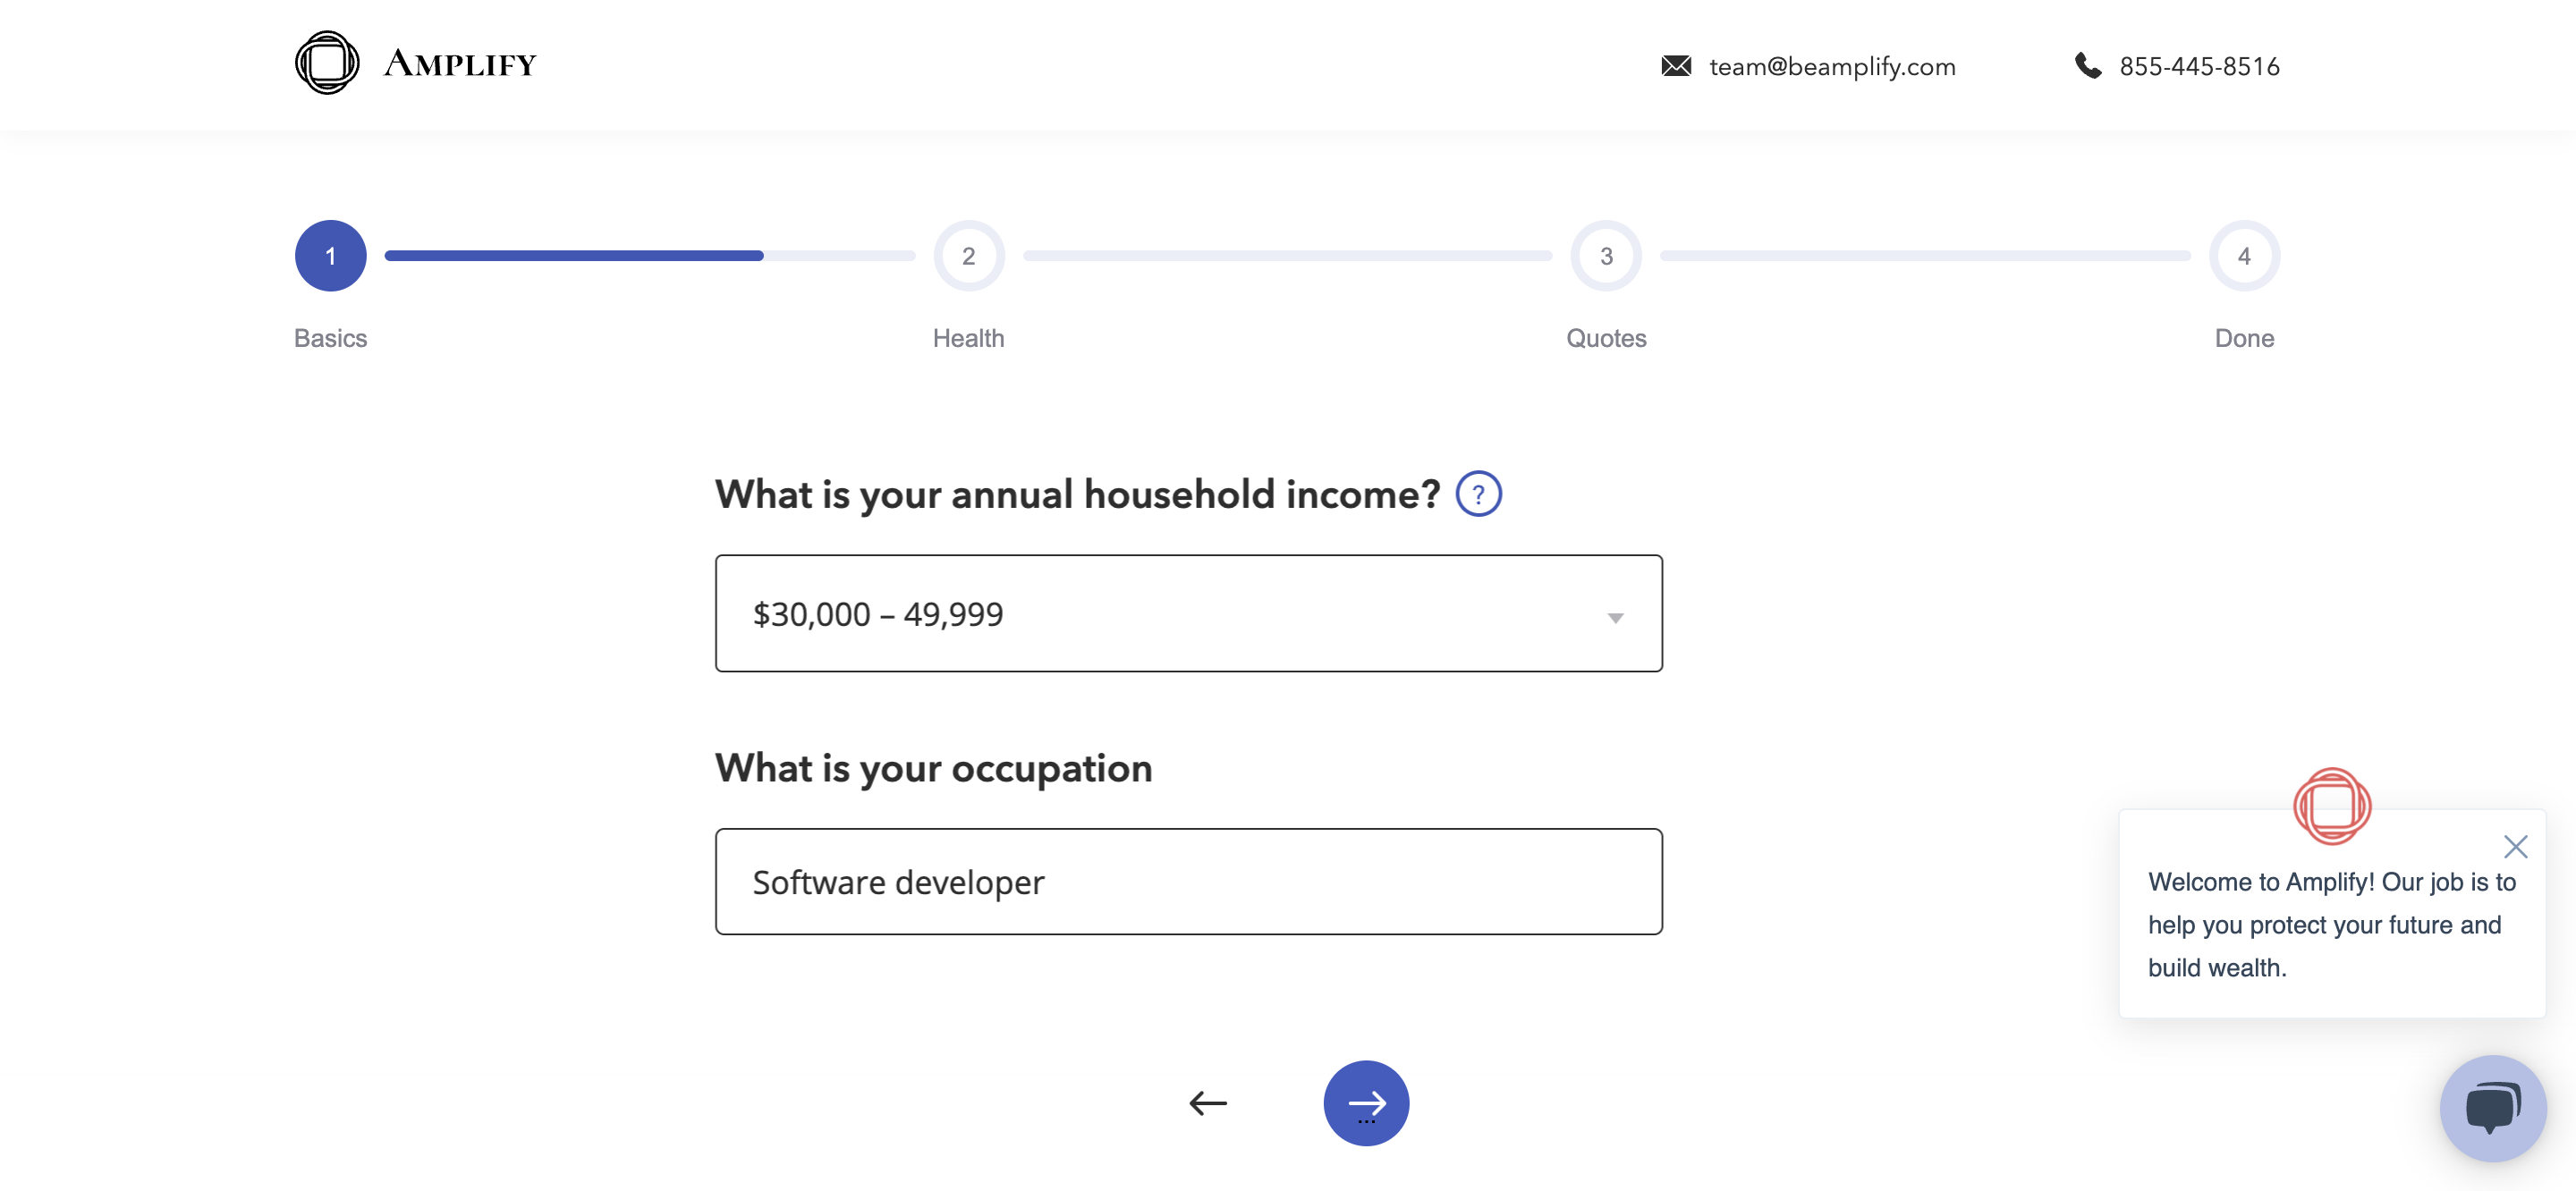 AMPLIFY
team@beamplify.com
855-445-8516
1
2
3
4
Basics
Health
Quotes
Done
What is your annual household income? ?
$30,000 – 49,999
What is your occupation
Software developer
Welcome to Amplify! Our job is to
help you protect your future and
build wealth.
...